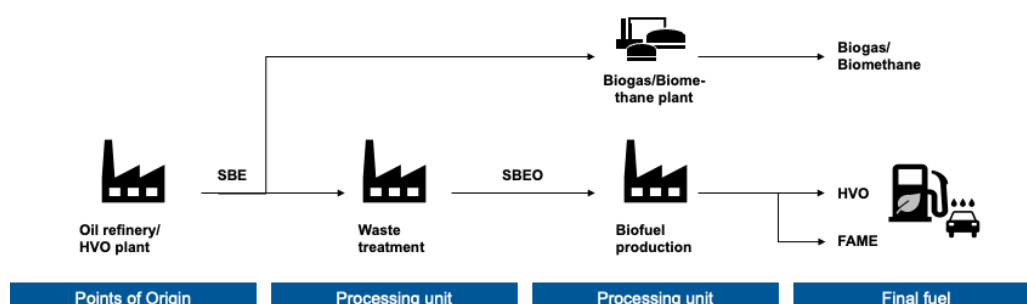 Biogas/
Biomethane
Biogas/Biome-
thane plant
SBE
SBEO
HVO
Oil refinery/
HVO plant
Waste
treatment
Biofuel
production
FAME
Points of Origin
Processing unit
Processing unit
Final fuel